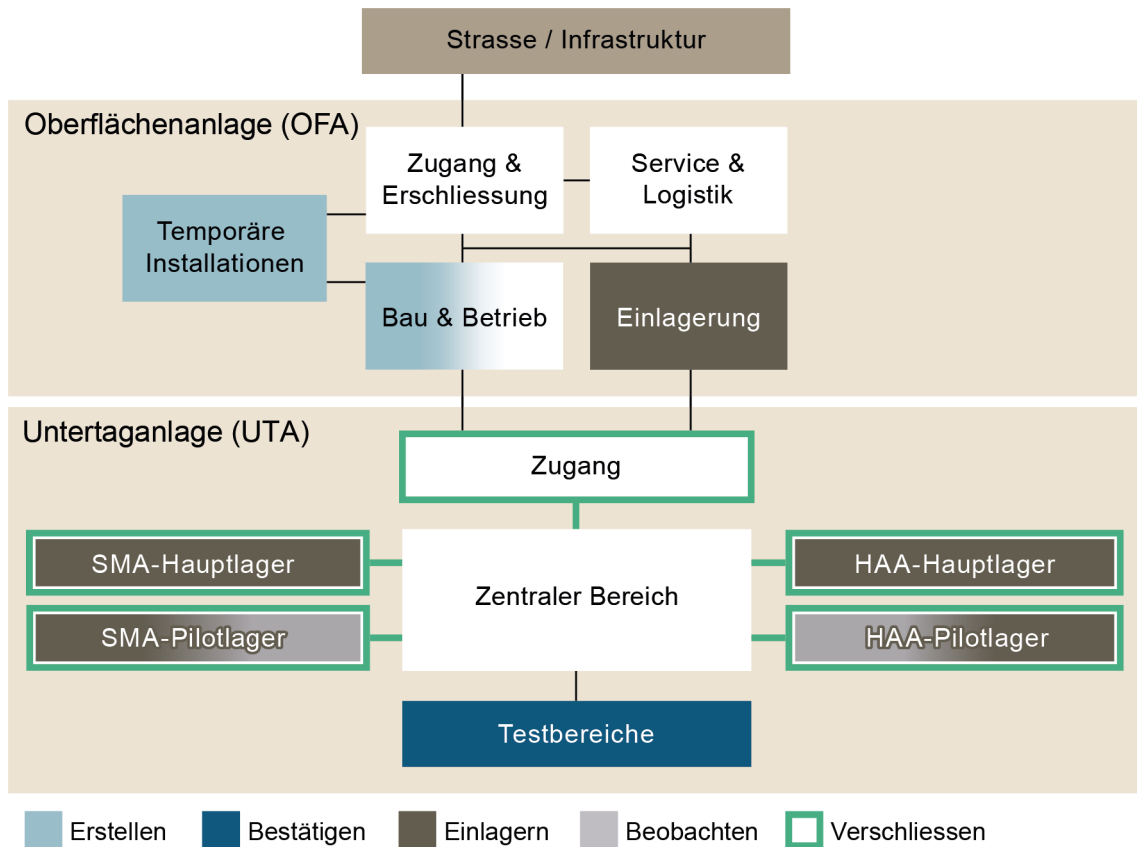 Strasse / Infrastruktur
Oberflächenanlage (OFA)
Zugang &
Erschliessung
Service &
Logistik
Temporäre
Installationen
Bau & Betrieb
Einlagerung
Untertaganlage (UTA)
Zugang
SMA-Hauptlager
HAA-Hauptlager
Zentraler Bereich
SMA-Pilotlager
HAA-Pilotlager
Testbereiche
Erstellen
Bestätigen
Einlagern
Beobachten
Verschliessen